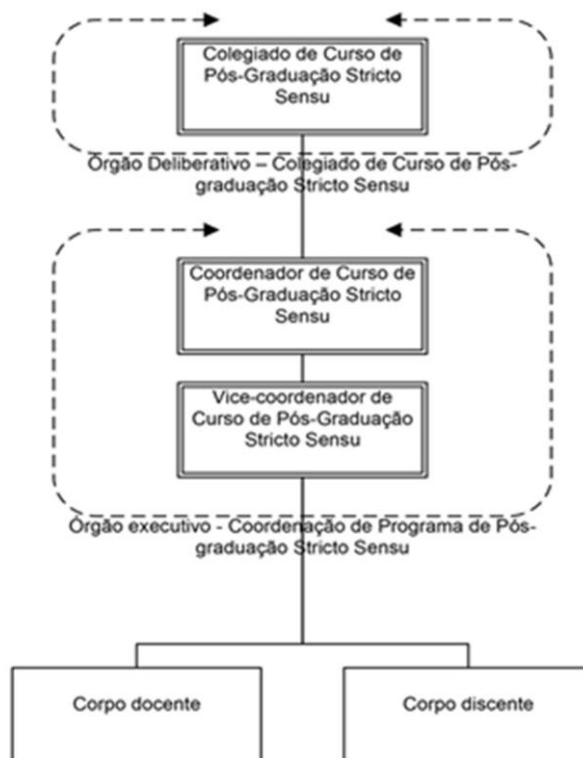 Colegiado de Curso de
Pós-Graduação Stricto
Sensu
Órgão Deliberativo – Colegiado de Curso de Pós-
graduação Stricto Sensu
Coordenador de Curso de
Pós-Graduação Stricto
Sensu
Vice-coordenador de
Curso de Pós-Graduação
Stricto Sensu
Órgão executivo - Coordenação de Programa de Pós-
graduação Stricto Sensu
Corpo docente
Corpo discente